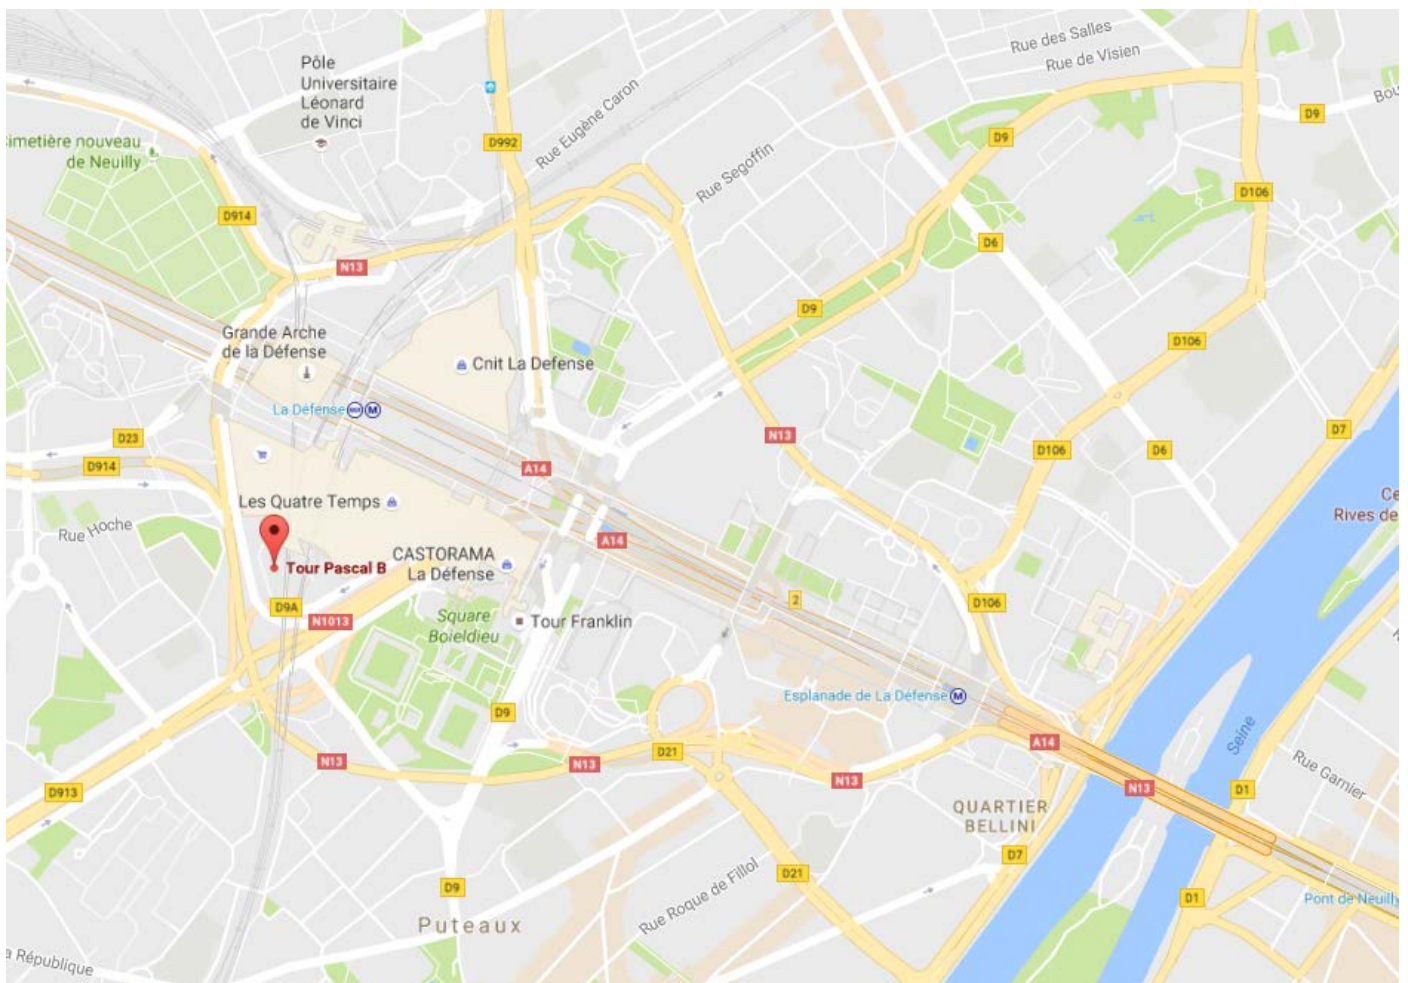 Rue des Salles
Rue de Visien
Pôle
Universitaire
Léonard
de Vinci
Rue Eugène Caron
D9
D992
D9
Rue Segoffin
de Neuilly
D106
D914
D6
N13
D9
Grande Arche
de la Défense
Cnit La Defense
D106
La Défense
M
D7
D23
N13
D106
D6
D914
A14
Les Quatre Temps
Rue Hoche
Rives de
A14
CASTORAMA
La Défense
Tour Pascal B
D9A
2
D106
N1013
Square
Boieldieu
Tour Franklin
Esplanade de La Défense
M
D9
Seine
A14
D21
N13
N13
N13
Rue Garnier
D913
N13
D1
QUARTIER
BELLINI
D7
D21
D9
Rue Roque de Fillol
D1
Pont de Neuilly
Puteaux
a République